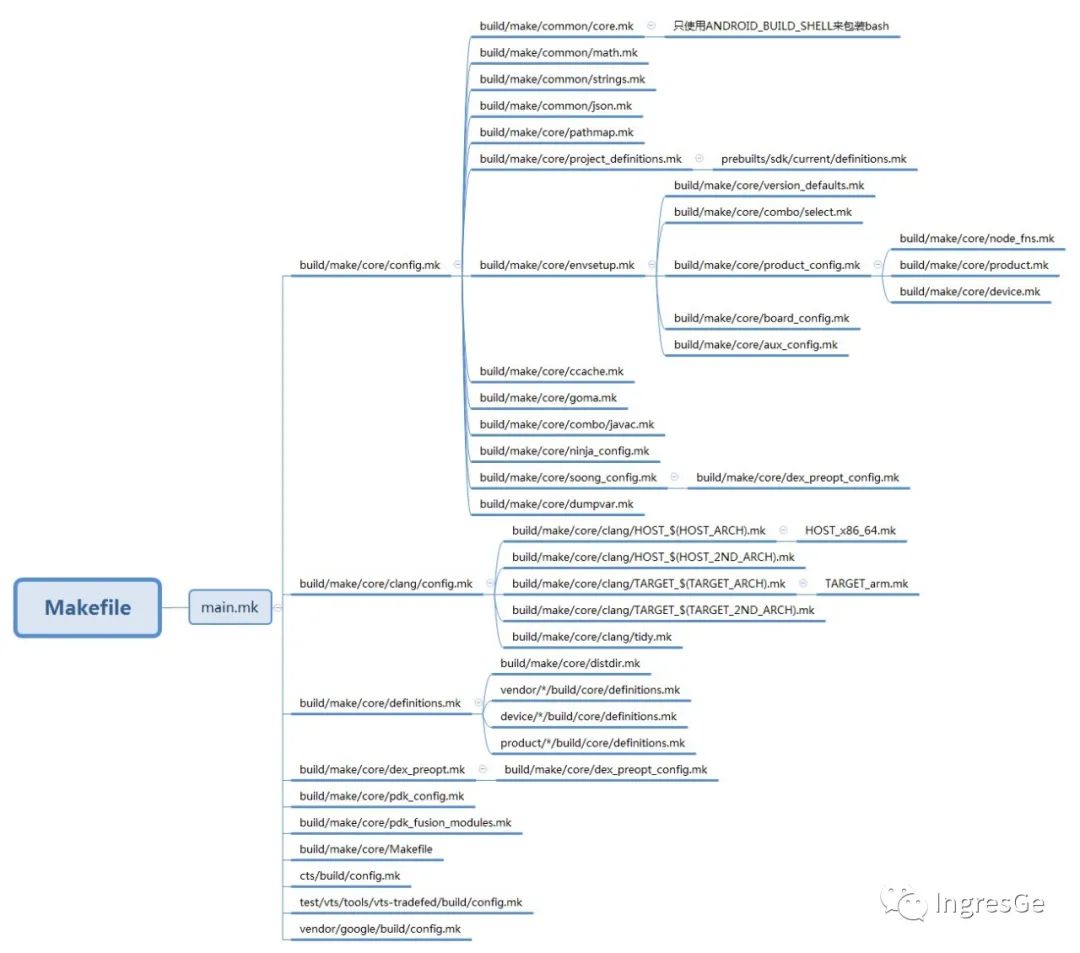 Makefile
main.mk
build/make/core/config.mk
build/make/common/core.mk
只使用ANDROID_BUILD_SHELL来包装bash
build/make/common/math.mk
build/make/common/strings.mk
build/make/common/json.mk
build/make/core/pathmap.mk
build/make/core/project_definitions.mk
prebuilts/sdk/current/definitions.mk
build/make/core/envsetup.mk
build/make/core/version_defaults.mk
build/make/core/combo/select.mk
build/make/core/product_config.mk
build/make/core/node_fns.mk
build/make/core/product.mk
build/make/core/device.mk
build/make/core/board_config.mk
build/make/core/aux_config.mk
build/make/core/ccache.mk
build/make/core/goma.mk
build/make/core/combo/javac.mk
build/make/core/ninja_config.mk
build/make/core/soong_config.mk
build/make/core/dex_preopt_config.mk
build/make/core/dumpvar.mk
build/make/core/clang/config.mk
build/make/core/clang/HOST_$(HOST_ARCH).mk
HOST_x86_64.mk
build/make/core/clang/HOST_$(HOST_2ND_ARCH).mk
build/make/core/clang/TARGET_$(TARGET_ARCH).mk
TARGET_arm.mk
build/make/core/clang/TARGET_$(TARGET_2ND_ARCH).mk
build/make/core/clang/tidy.mk
build/make/core/definitions.mk
build/make/core/distdir.mk
vendor/*/build/core/definitions.mk
device/*/build/core/definitions.mk
product/*/build/core/definitions.mk
build/make/core/dex_preopt.mk
build/make/core/dex_preopt_config.mk
build/make/core/pdk_config.mk
build/make/core/pdk_fusion_modules.mk
build/make/core/Makefile
cts/build/config.mk
test/vts/tools/vts-tradefed/build/config.mk
vendor/google/build/config.mk
IngresGe